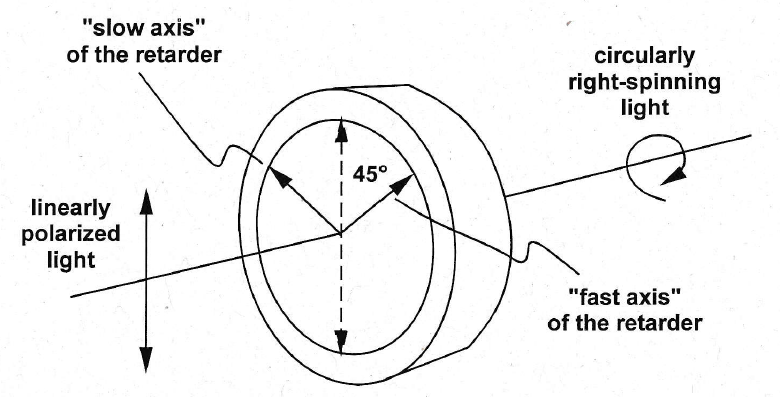 "slow axis"
of the retarder
circularly
right-spinning
light
45°
linearly
polarized
light
"fast axis"
of the retarder